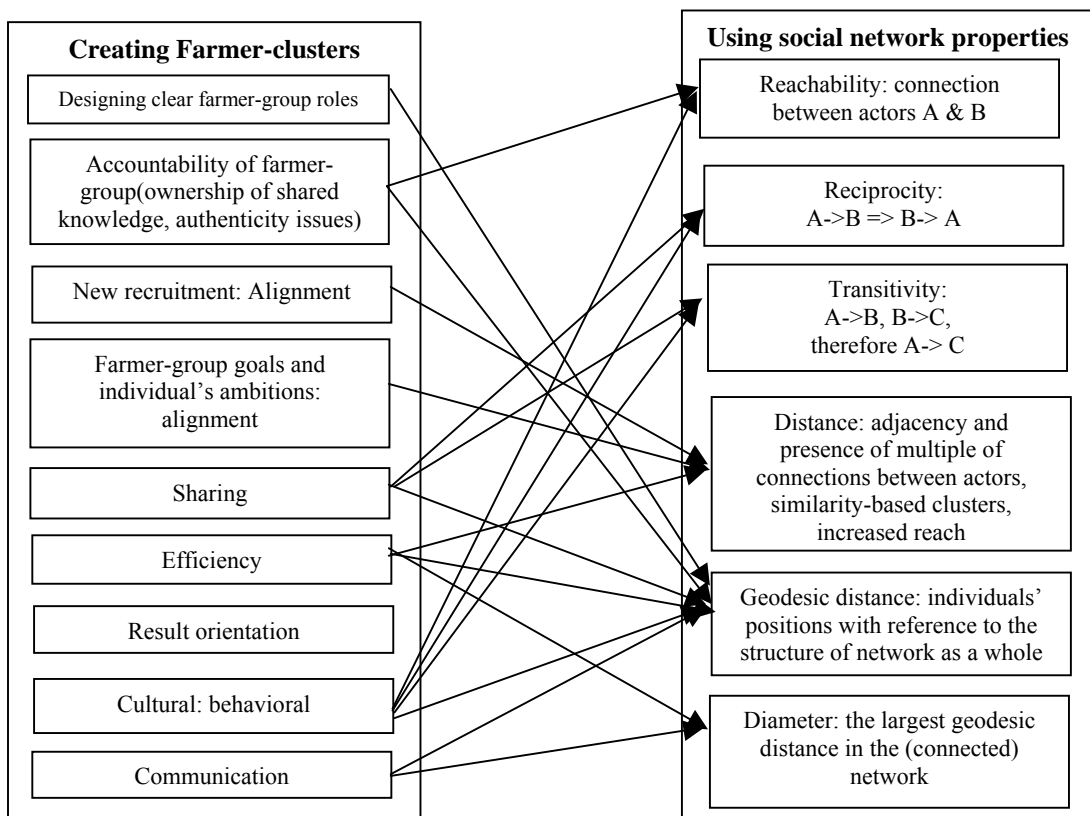 Creating Farmer-clusters
Designing clear farmer-group roles
Accountability of farmer-
group(ownership of shared
knowledge, authenticity issues)
New recruitment: Alignment
Farmer-group goals and
individual’s ambitions:
alignment
Sharing
Efficiency
Result orientation
Cultural: behavioral
Communication
Using social network properties
Reachability: connection
between actors A & B
Reciprocity:
A->B => B-> A
Transitivity:
A->B, B->C,
therefore A-> C
Distance: adjacency and
presence of multiple of
connections between actors,
similarity-based clusters,
increased reach
Geodesic distance: individuals’
positions with reference to the
structure of network as a whole
Diameter: the largest geodesic
distance in the (connected)
network